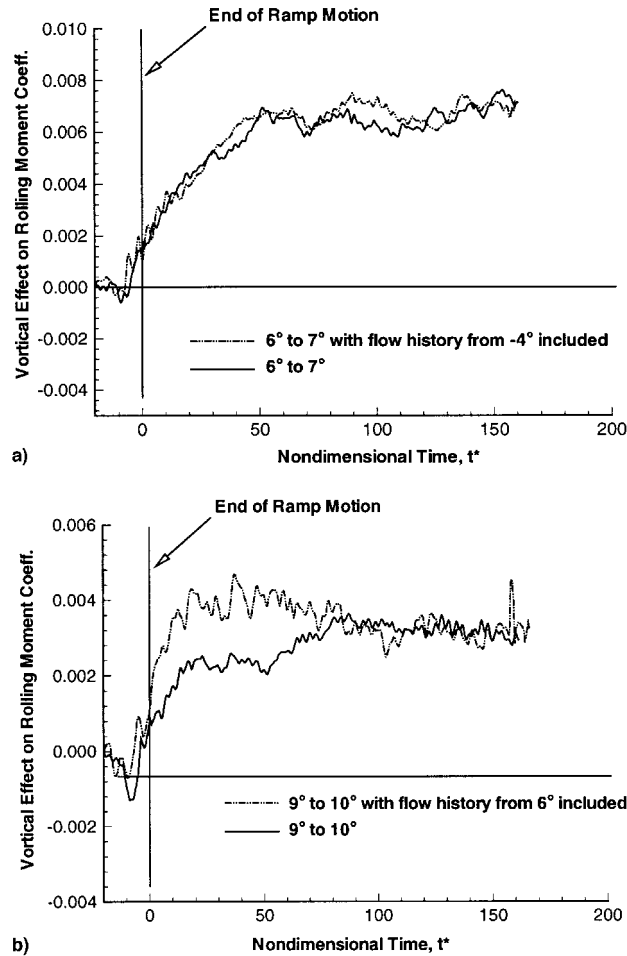 End of Ramp Motion
0.010
0.008
0.006
0.004
0.002
0.000
-0.002
-0.004
Vortical Effect on Rolling Moment Coeff.
6° to 7° with flow history from -4° included
6° to 7°
0 50 100 150 200
a)
Nondimensional Time, t*
End of Ramp Motion
0.006
0.004
0.002
0.000
-0.002
-0.004
Vortical Effect on Rolling Moment Coeff.
9° to 10° with flow history from 6° included
9° to 10°
0 50 100 150 200
b)
Nondimensional Time, t*